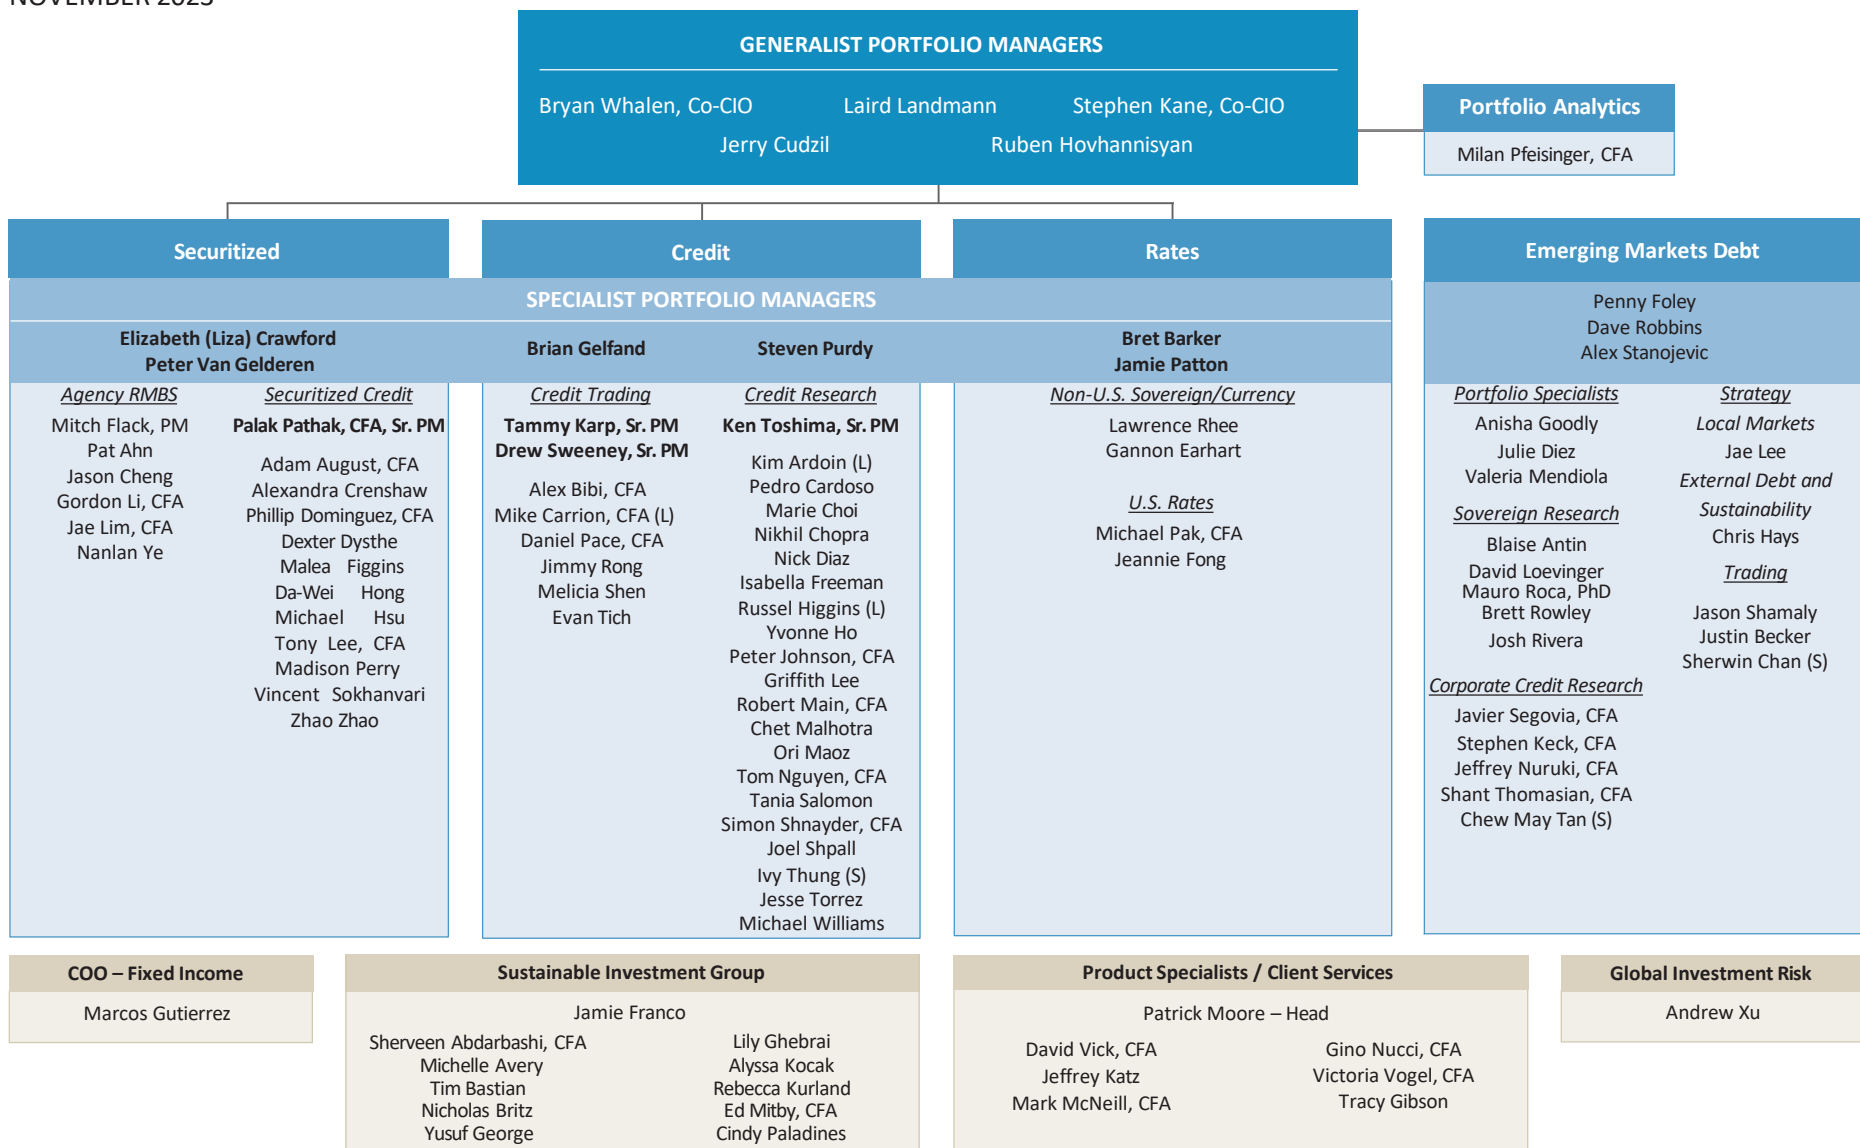 NOVEMBER 2023
GENERALIST PORTFOLIO MANAGERS
Bryan Whalen, Co-CIO
Laird Landmann
Stephen Kane, Co-CIO
Jerry Cudzil
Ruben Hovhannisyan
Portfolio Analytics
Milan Pfeisinger, CFA
Securitized
Credit
Rates
SPECIALIST PORTFOLIO MANAGERS
Elizabeth (Liza) Crawford
Peter Van Gelderen
Brian Gelfand
Steven Purdy
Bret Barker
Jamie Patton
Agency RMBS
Mitch Flack, PM
Pat Ahn
Jason Cheng
Gordon Li, CFA
Jae Lim, CFA
Nanlan Ye
Securitized Credit
Palak Pathak, CFA, Sr. PM
Adam August, CFA
Alexandra Crenshaw
Phillip Dominguez, CFA
Dexter Dysthe
Malea Figgins
Da-Wei Hong
Michael Hsu
Tony Lee, CFA
Madison Perry
Vincent Sokhanvari
Zhao Zhao
Credit Trading
Tammy Karp, Sr. PM
Drew Sweeney, Sr. PM
Alex Bibi, CFA
Mike Carrion, CFA (L)
Daniel Pace, CFA
Jimmy Rong
Melicia Shen
Evan Tich
Credit Research
Ken Toshima, Sr. PM
Kim Ardoin (L)
Pedro Cardoso
Marie Choi
Nikhil Chopra
Nick Diaz
Isabella Freeman
Russel Higgins (L)
Yvonne Ho
Peter Johnson, CFA
Griffith Lee
Robert Main, CFA
Chet Malhotra
Ori Maoz
Tom Nguyen, CFA
Tania Salomon
Simon Shnayder, CFA
Joel Shpall
Ivy Thung (S)
Jesse Torrez
Michael Williams
Non-U.S. Sovereign/Currency
Lawrence Rhee
Gannon Earhart
U.S. Rates
Michael Pak, CFA
Jeannie Fong
Emerging Markets Debt
Penny Foley
Dave Robbins
Alex Stanojevic
Portfolio Specialists
Anisha Goodly
Julie Diez
Valeria Mendiola
Sovereign Research
Blaise Antin
David Loevinger
Mauro Roca, PhD
Brett Rowley
Josh Rivera
Corporate Credit Research
Javier Segovia, CFA
Stephen Keck, CFA
Jeffrey Nuruki, CFA
Shant Thomasian, CFA
Chew May Tan (S)
Strategy
Local Markets
Jae Lee
External Debt and
Sustainability
Chris Hays
Trading
Jason Shamaly
Justin Becker
Sherwin Chan (S)
COO – Fixed Income
Marcos Gutierrez
Sustainable Investment Group
Jamie Franco
Sherveen Abdarbashi, CFA
Michelle Avery
Tim Bastian
Nicholas Britz
Yusuf George
Lily Ghebrai
Alyssa Kocak
Rebecca Kurland
Ed Mitby, CFA
Cindy Paladines
Product Specialists / Client Services
Patrick Moore – Head
David Vick, CFA
Jeffrey Katz
Mark McNeill, CFA
Gino Nucci, CFA
Victoria Vogel, CFA
Tracy Gibson
Global Investment Risk
Andrew Xu